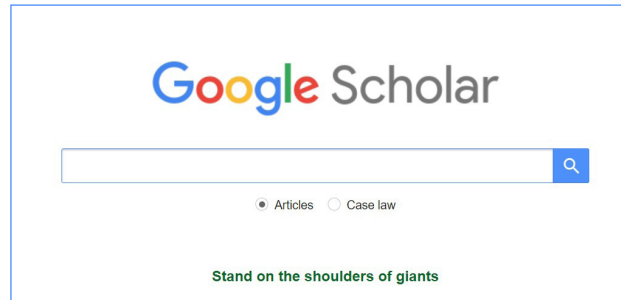 Google Scholar
Articles Case law
Stand on the shoulders of giants